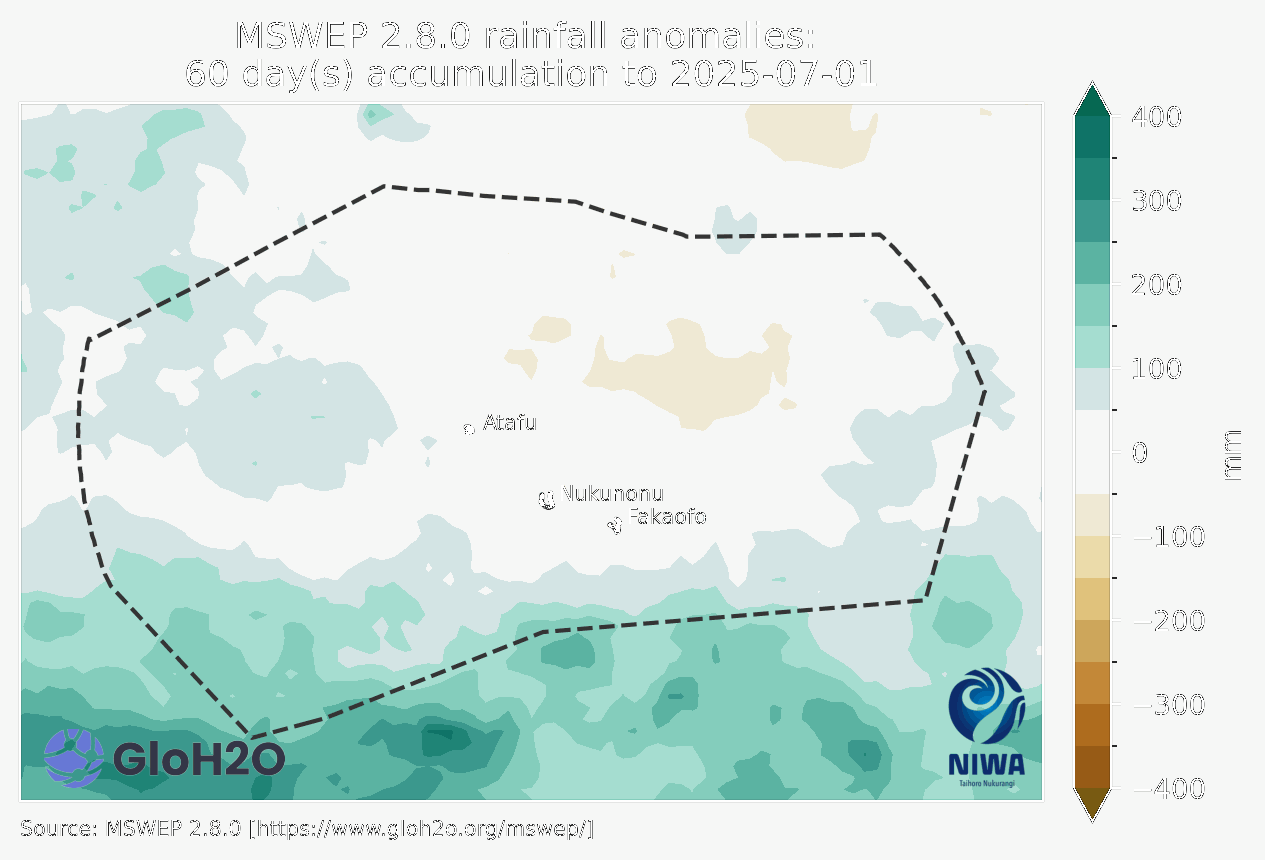 MSWEP 2.8.0 rainfall anomalies:
60 day(s) accumulation to 2025-07-01
400
300
200
100
0
−100
−200
−300
−400
mm
Atafu
Nukunonu
Fakaofo
GloH2O
NIWA
Taihoro Nukurangi
Source: MSWEP 2.8.0 [https://www.gloh2o.org/mswep/]